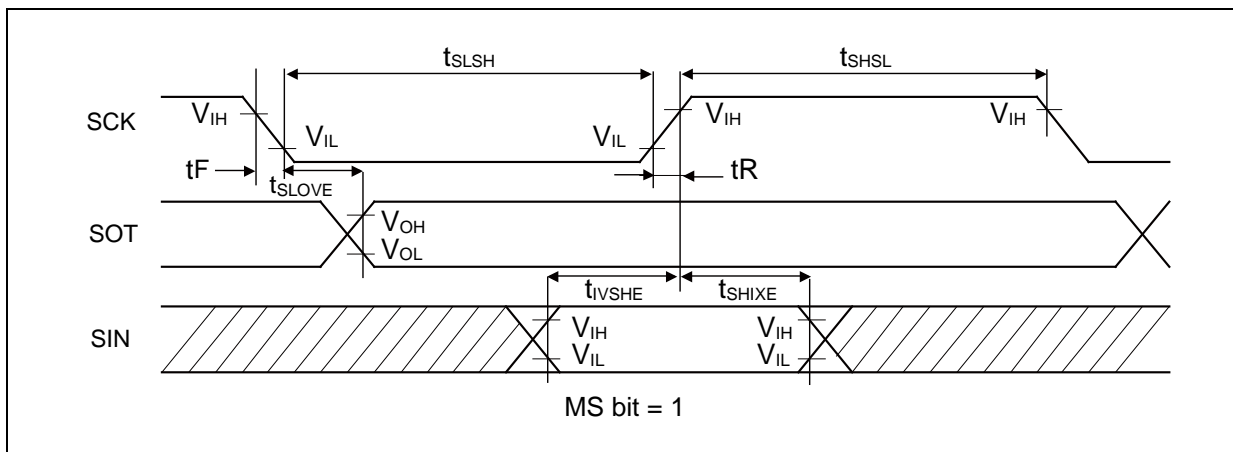 tSLSH
tSHSL
SCK
VIH
VIL
VIL
VIH
VIH
tF
tSLOVE
tR
SOT
VOH
VOL
tIVSHE
tSHIXE
SIN
VIH
VIL
VIH
VIL
MS bit = 1